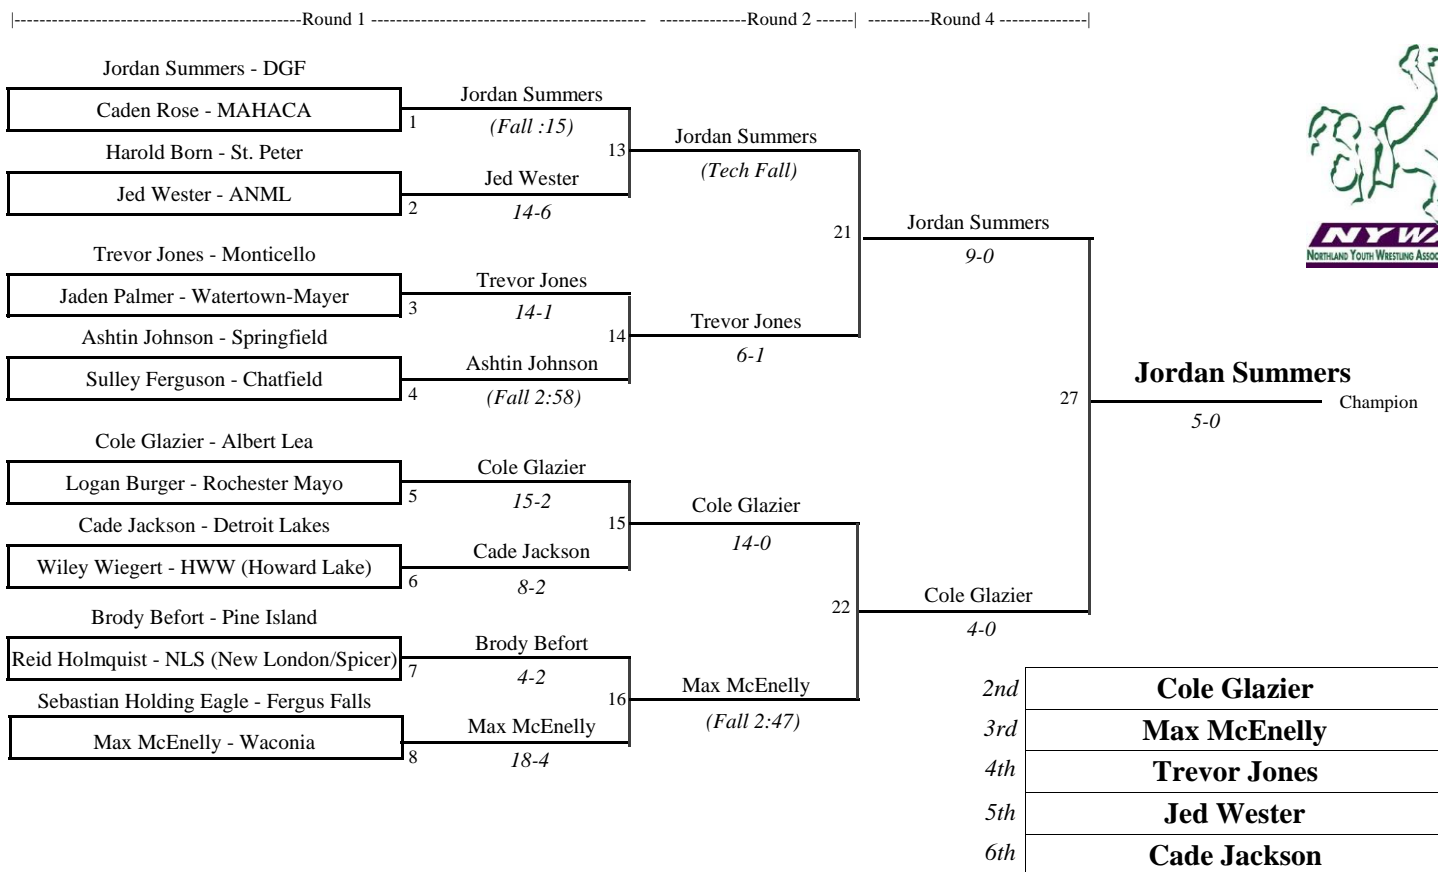 |-----------------------------------------------Round 1 --------------------------------------------- --------------Round 2 ------| ----------Round 4 --------------|
Jordan Summers - DGF
Caden Rose - MAHACA
1
Harold Born - St. Peter
Jed Wester - ANML
2
Trevor Jones - Monticello
Jaden Palmer - Watertown-Mayer
3
Ashtin Johnson - Springfield
Sulley Ferguson - Chatfield
4
Cole Glazier - Albert Lea
Logan Burger - Rochester Mayo
5
Cade Jackson - Detroit Lakes
Wiley Wiegert - HWW (Howard Lake)
6
Brody Befort - Pine Island
Reid Holmquist - NLS (New London/Spicer)
7
Sebastian Holding Eagle - Fergus Falls
Max McEnelly - Waconia
8
Jordan Summers
(Fall :15)
13
Jed Wester
14-6
Trevor Jones
14-1
14
Ashtin Johnson
(Fall 2:58)
Cole Glazier
15-2
15
Cade Jackson
8-2
Brody Befort
4-2
16
Max McEnelly
18-4
Jordan Summers
(Tech Fall)
21
Trevor Jones
6-1
Cole Glazier
14-0
22
Max McEnelly
(Fall 2:47)
Jordan Summers
9-0
27
Cole Glazier
4-0
Jordan Summers
Champion
5-0
NORTHLAND YOUTH WRESTLING
2nd Cole Glazier
3rd Max McEnelly
4th Trevor Jones
5th Jed Wester
6th Cade Jackson